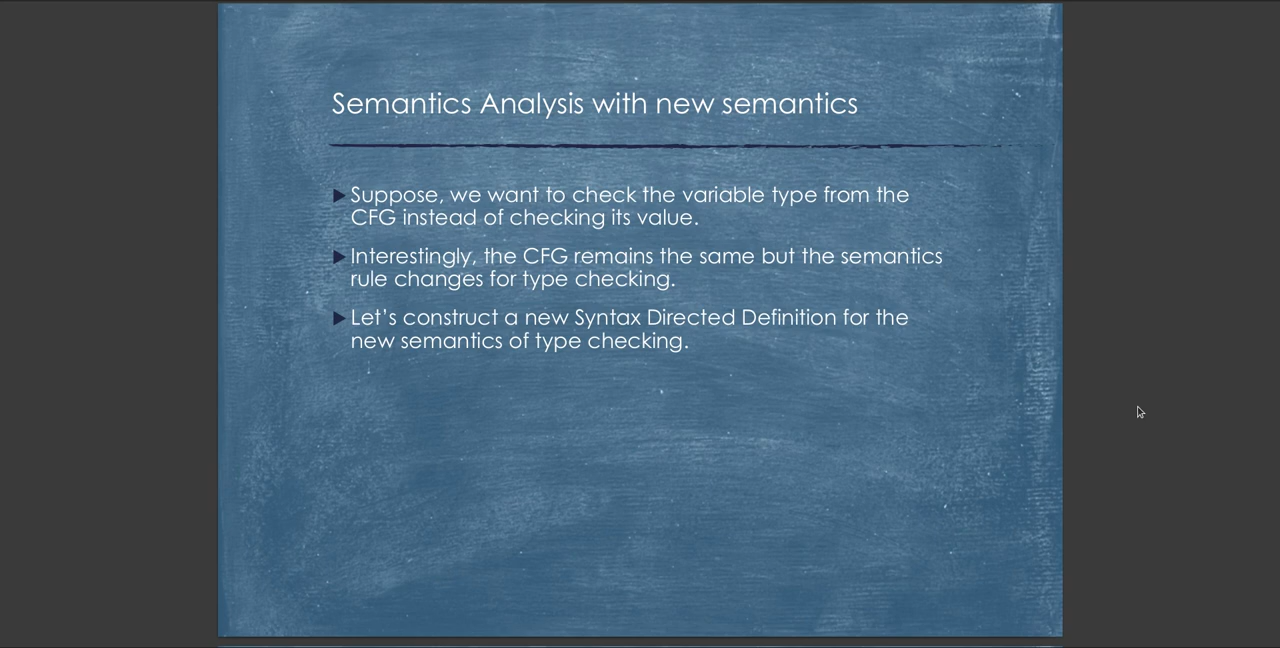 Semantics Analysis with new semantics
Suppose, we want to check the variable type from the
CFG instead of checking its value.
Interestingly, the CFG remains the same but the semantics
rule changes for type checking.
Let’s construct a new Syntax Directed Definition for the
new semantics of type checking.